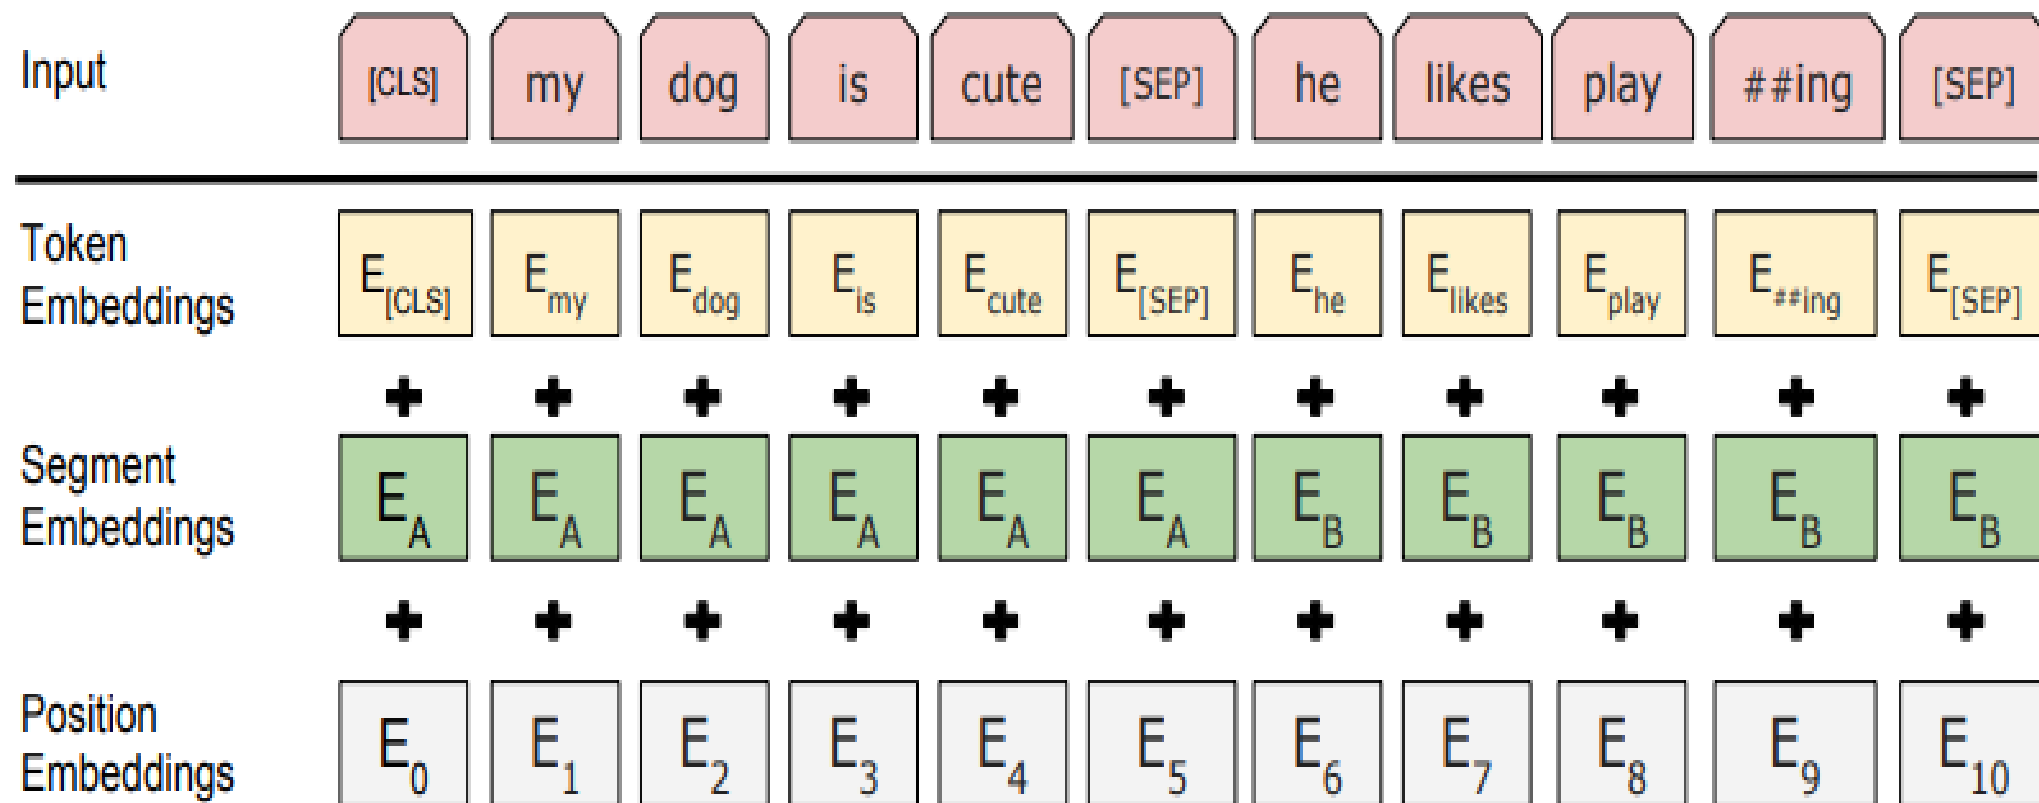 Input [CLS] my dog is cute [SEP] he likes play ##ing [SEP]
Token
Embeddings E[CLS] Emy Edog Eis Ecute E[SEP] Ehe Elikes Eplay E##ing E[SEP]
+ + + + + + + + + + +
Segment
Embeddings EA EA EA EA EA EA EB EB EB EB EB
+ + + + + + + + + + +
Position
Embeddings E0 E1 E2 E3 E4 E5 E6 E7 E8 E9 E10